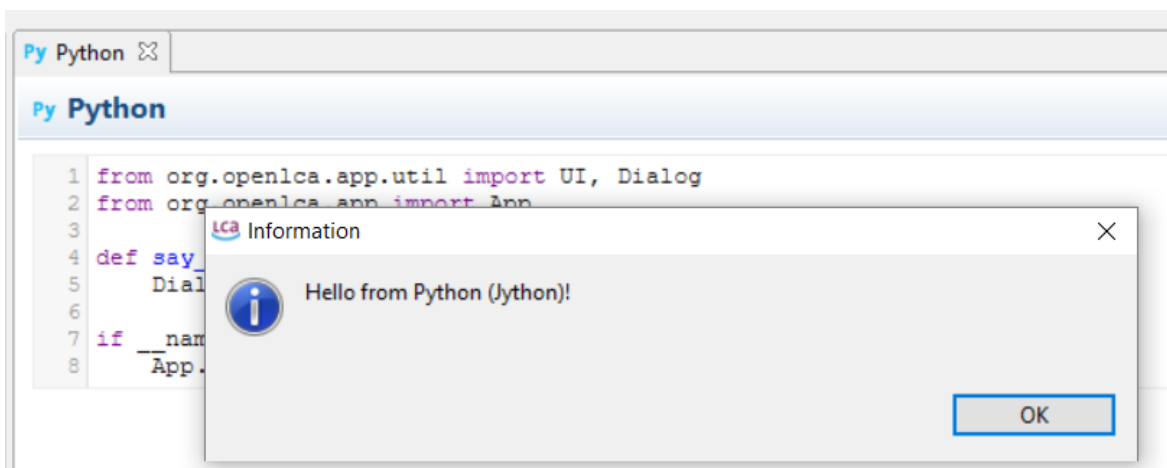 Py Python
Py Python
1 from org.openlca.app.util import UI, Dialog
2 from org.openlca.app import App
3
LCA Information
4 def say_
5 Dial
Hello from Python (Jython)!
6
7 if __nam
8 App.
OK